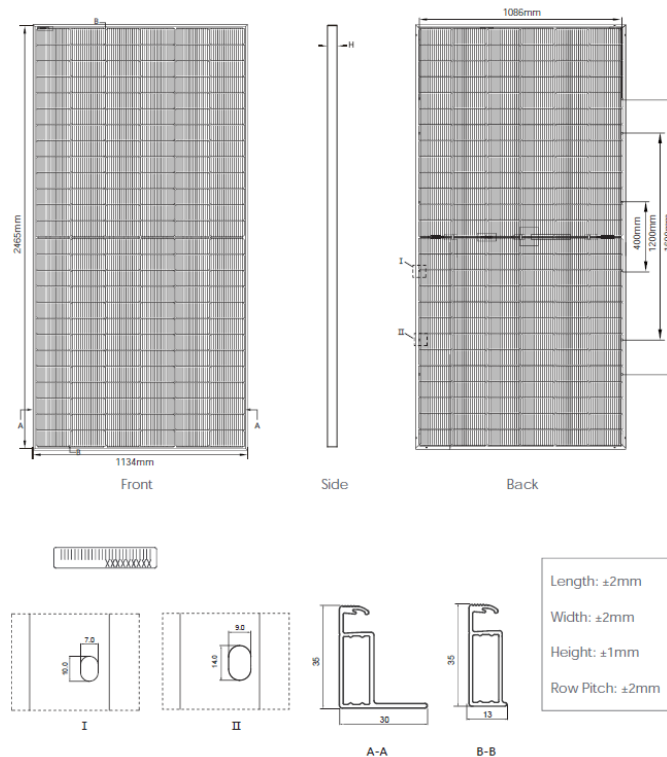 B
1086mm
H
2465mm
400mm
1200mm
I
II
A
A
B
1134mm
Front
Side
Back
7.0
10.0
I
9.0
14.0
II
35
30
A-A
35
13
B-B
Length: ±2mm
Width: ±2mm
Height: ±1mm
Row Pitch: ±2mm